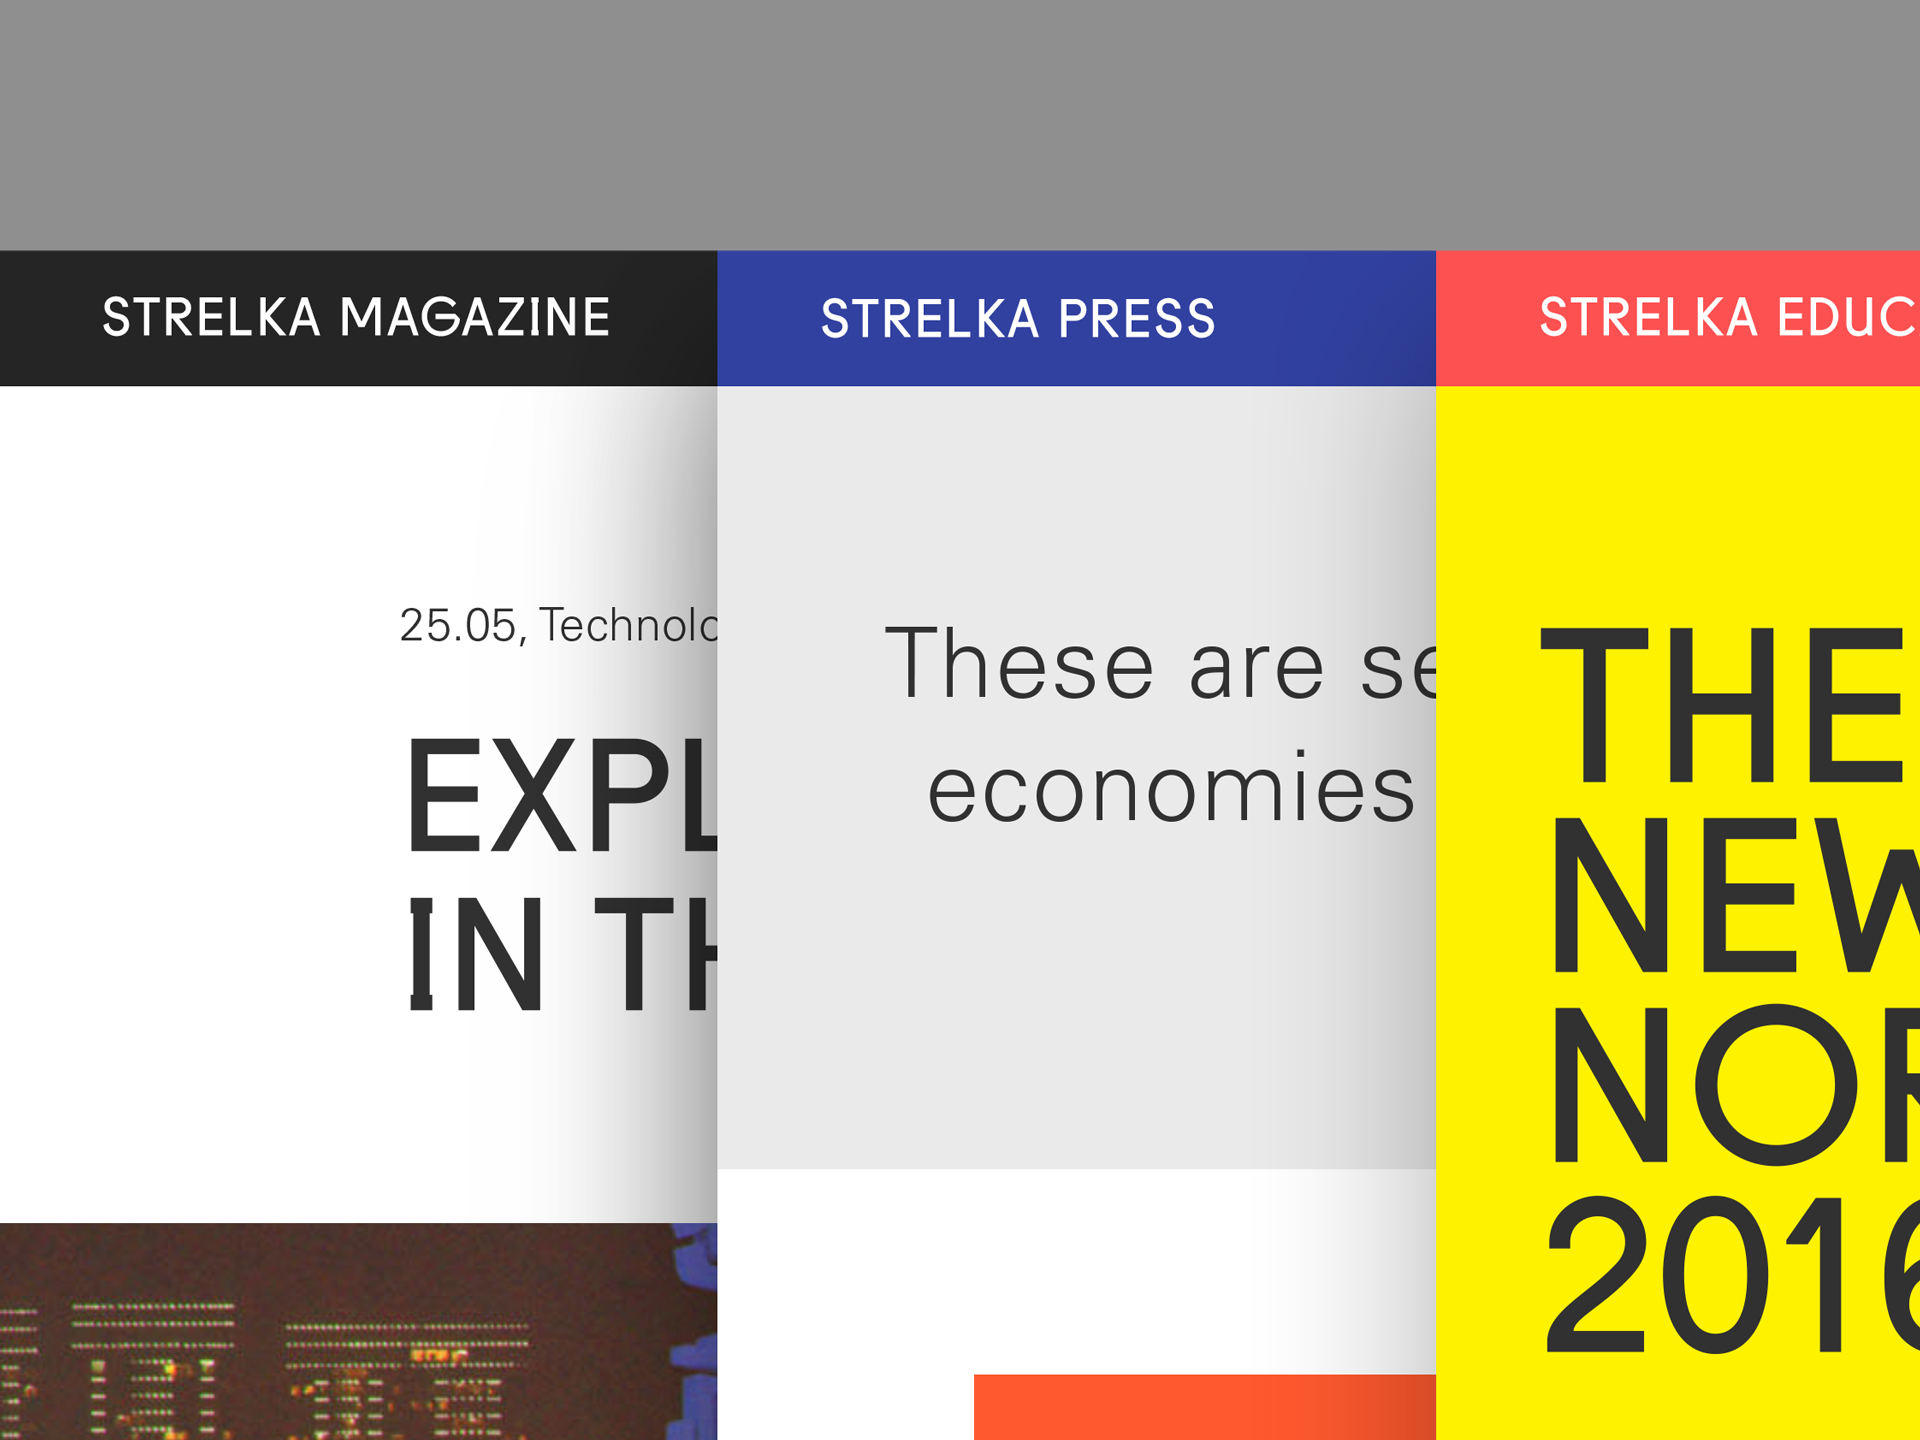 STRELKA MAGAZINE
25.05, Technolo
EXPL
IN TH
STRELKA PRESS
These are se
economies
STRELKA EDUC
THE
NEW
NOR
2016